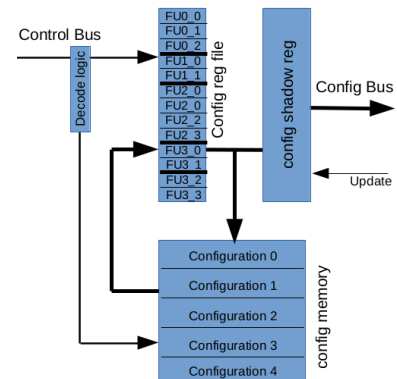 Control Bus
Decode logic
FU0_0
FU0_1
FU0_2
FU1_0
FU1_1
FU2_0
FU2_0
FU2_2
FU2_3
FU3_0
FU3_1
FU3_2
FU3_3
Config reg file
config shadow reg
Config Bus
Update
Configuration 0
Configuration 1
Configuration 2
Configuration 3
Configuration 4
config memory